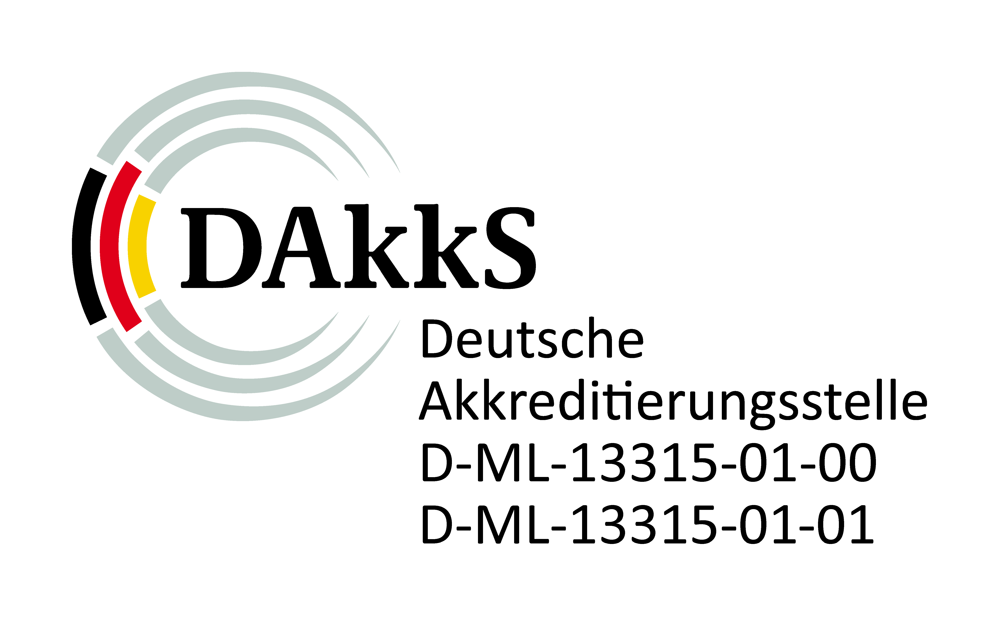 DAkkS
Deutsche
Akkreditierungsstelle
D-ML-13315-01-00
D-ML-13315-01-01